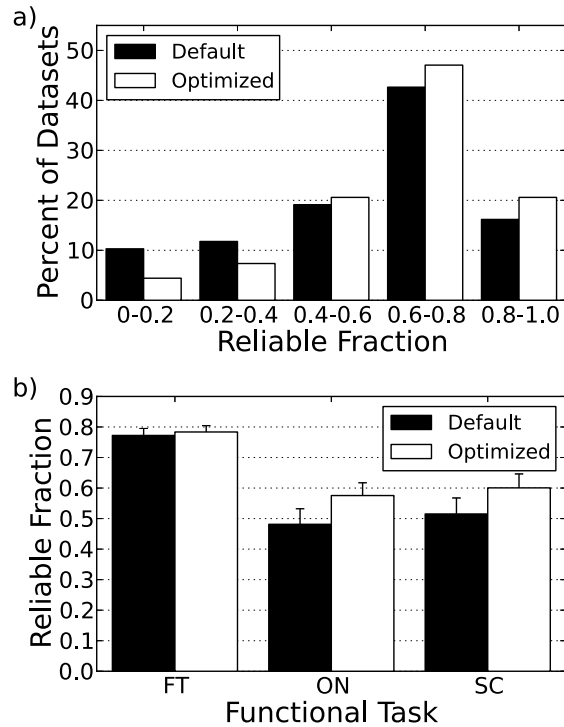 a)
50
40
30
20
10
0
Percent of Datasets
Default
Optimized
0-0.2 0.2-0.4 0.4-0.6 0.6-0.8 0.8-1.0
Reliable Fraction
b)
0.9
0.8
0.7
0.6
0.5
0.4
0.3
0.2
0.1
0.0
Reliable Fraction
Default
Optimized
FT ON SC
Functional Task